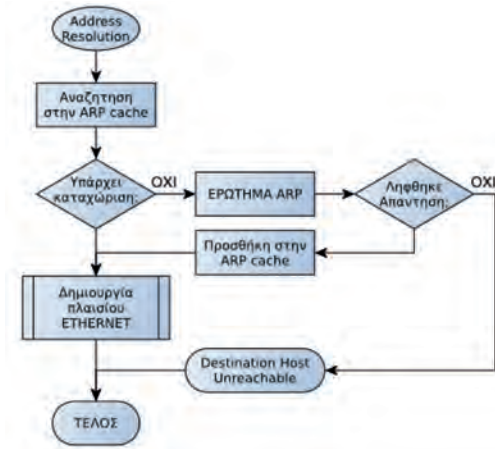 Address
Resolution
Αναζητηση
στην ARP cache
Υπάρχει
καταχώριση;
ΟΧΙ
ΕΡΩΤΗΜΑ ARP
Ληφθηκε
Απαντηση;
ΟΧΙ
Προσθήκη στην
ARP cache
Δημιουργία
πλαισίου
ETHERNET
Destination Host
Unreachable
ΤΕΛΟΣ